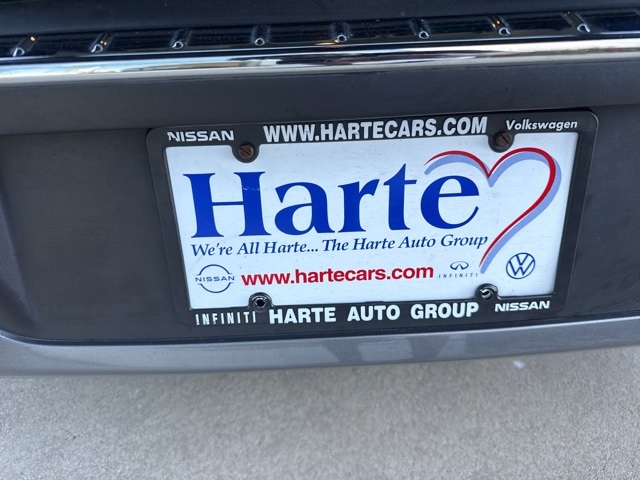 NISSAN WWW.HARTECARS.COM Volkswagen
Harte
We're All Harte... The Harte Auto Group
NISSAN www.hartecars.com INFINITI
INFINITI HARTE AUTO GROUP NISSAN